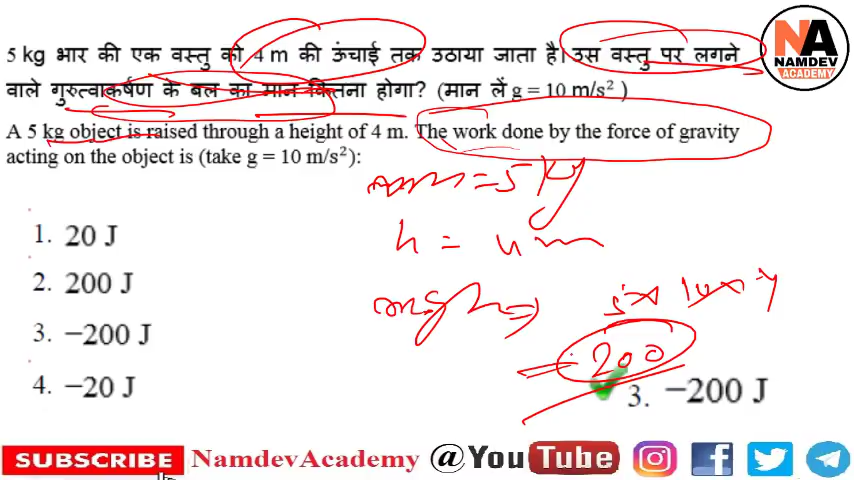 NA
NAMDEV
ACADEMY
5 kg भार की एक वस्तु को 4 m की ऊंचाई तक उठाया जाता है। उस वस्तु पर लगने
वाले गुरुत्वाकर्षण के बल का मान कितना होगा? (मान लें g = 10 m/s²)
A 5 kg object is raised through a height of 4 m. The work done by the force of gravity
acting on the object is (take g = 10 m/s²):
= 5 kg
h = 4 m
1. 20 J
2. 200 J
3. −200 J
4. −20 J
mgh ⇒ 5 × 10 × 4
= 200
3. −200 J
SUBSCRIBE NamdevAcademy @YouTube